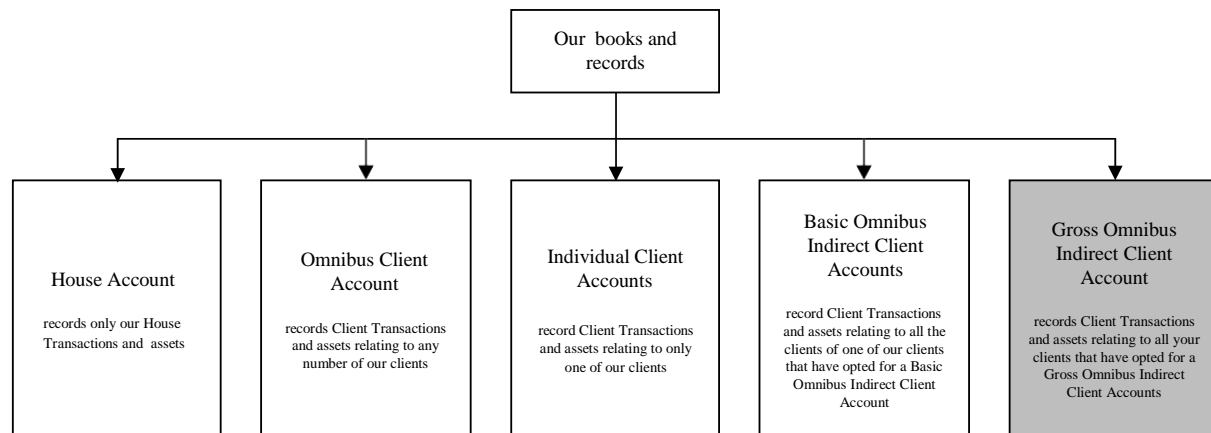 Our books and
records
House Account
records only our House
Transactions and assets
Omnibus Client
Account
records Client Transactions
and assets relating to any
number of our clients
Individual Client
Accounts
record Client Transactions
and assets relating to only
one of our clients
Basic Omnibus
Indirect Client
Accounts
record Client Transactions
and assets relating to all the
clients of one of our clients
that have opted for a Basic
Omnibus Indirect Client
Account
Gross Omnibus
Indirect Client
Account
records Client Transactions
and assets relating to all your
clients that have opted for a
Gross Omnibus Indirect
Client Accounts